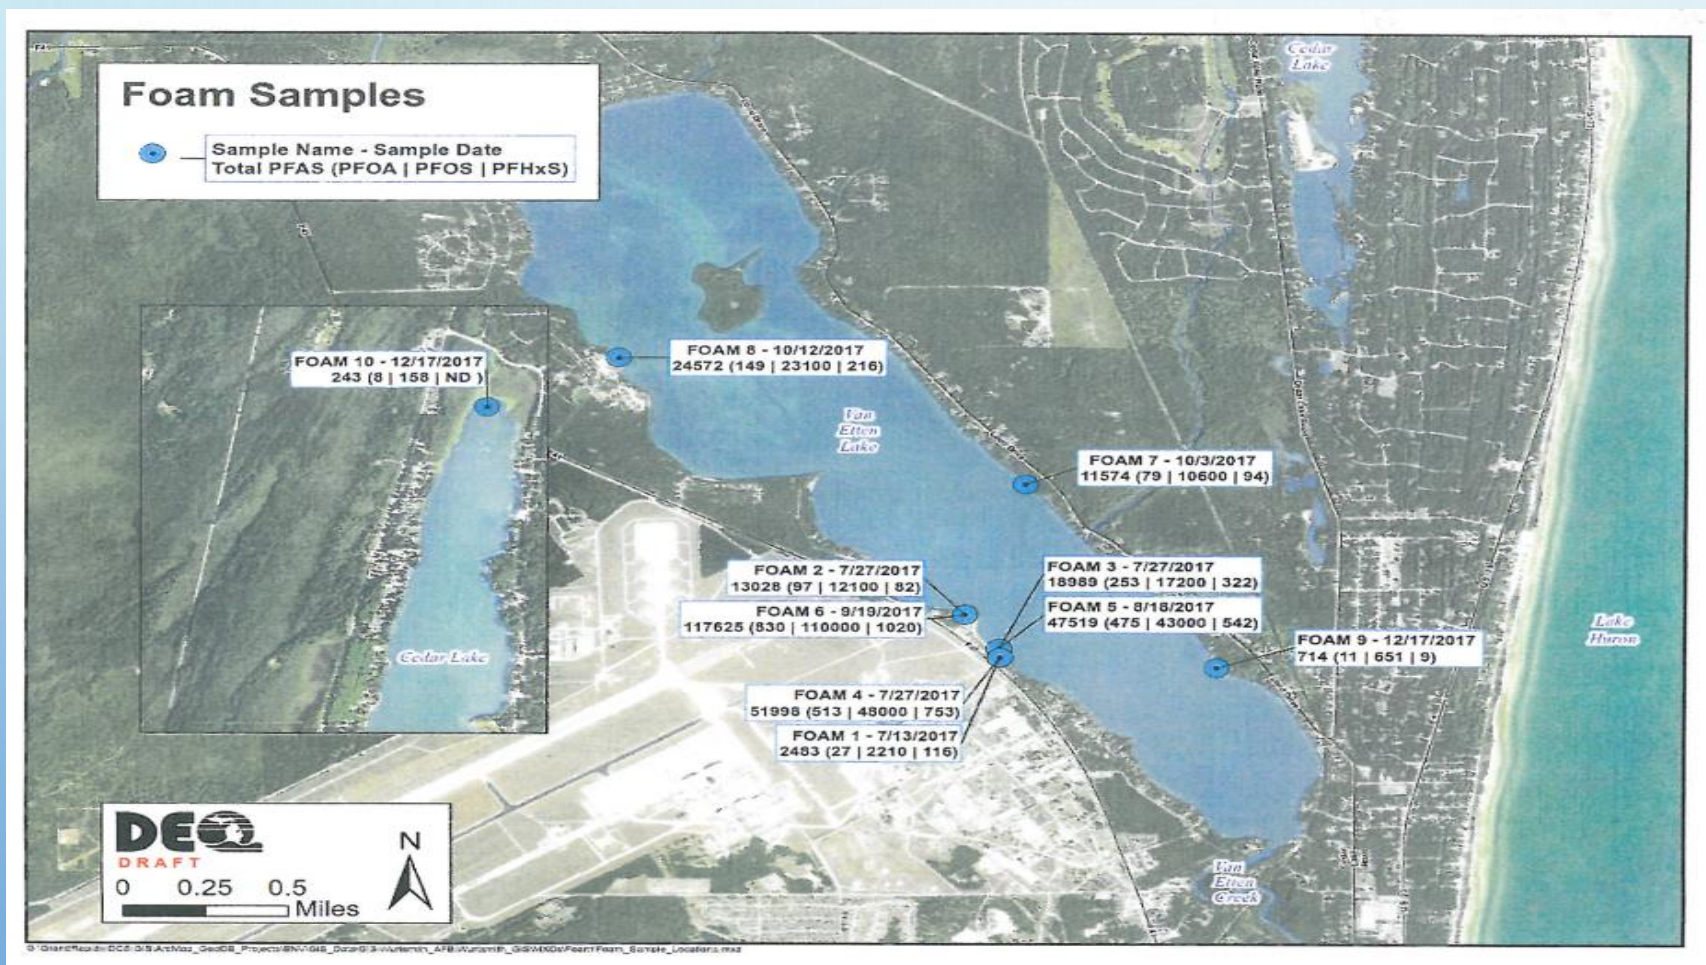 Foam Samples
Sample Name - Sample Date
Total PFAS (PFOA | PFOS | PFHxS)
Cedar
Lake
FOAM 10 - 12/17/2017
243 (8 | 158 | ND )
FOAM 8 - 10/12/2017
24572 (149 | 23100 | 216)
Van
Etten
Lake
FOAM 7 - 10/3/2017
11574 (79 | 10600 | 94)
FOAM 2 - 7/27/2017
13028 (97 | 12100 | 82)
FOAM 3 - 7/27/2017
18989 (253 | 17200 | 322)
FOAM 6 - 9/19/2017
117625 (830 | 110000 | 1020)
FOAM 5 - 8/18/2017
47519 (475 | 43000 | 542)
FOAM 9 - 12/17/2017
714 (11 | 651 | 9)
Lake
Huron
Cedar Lake
FOAM 4 - 7/27/2017
51998 (513 | 48000 | 753)
FOAM 1 - 7/13/2017
2483 (27 | 2210 | 116)
Van
Etten
Creek
DEQ
DRAFT
N
0 0.25 0.5
Miles